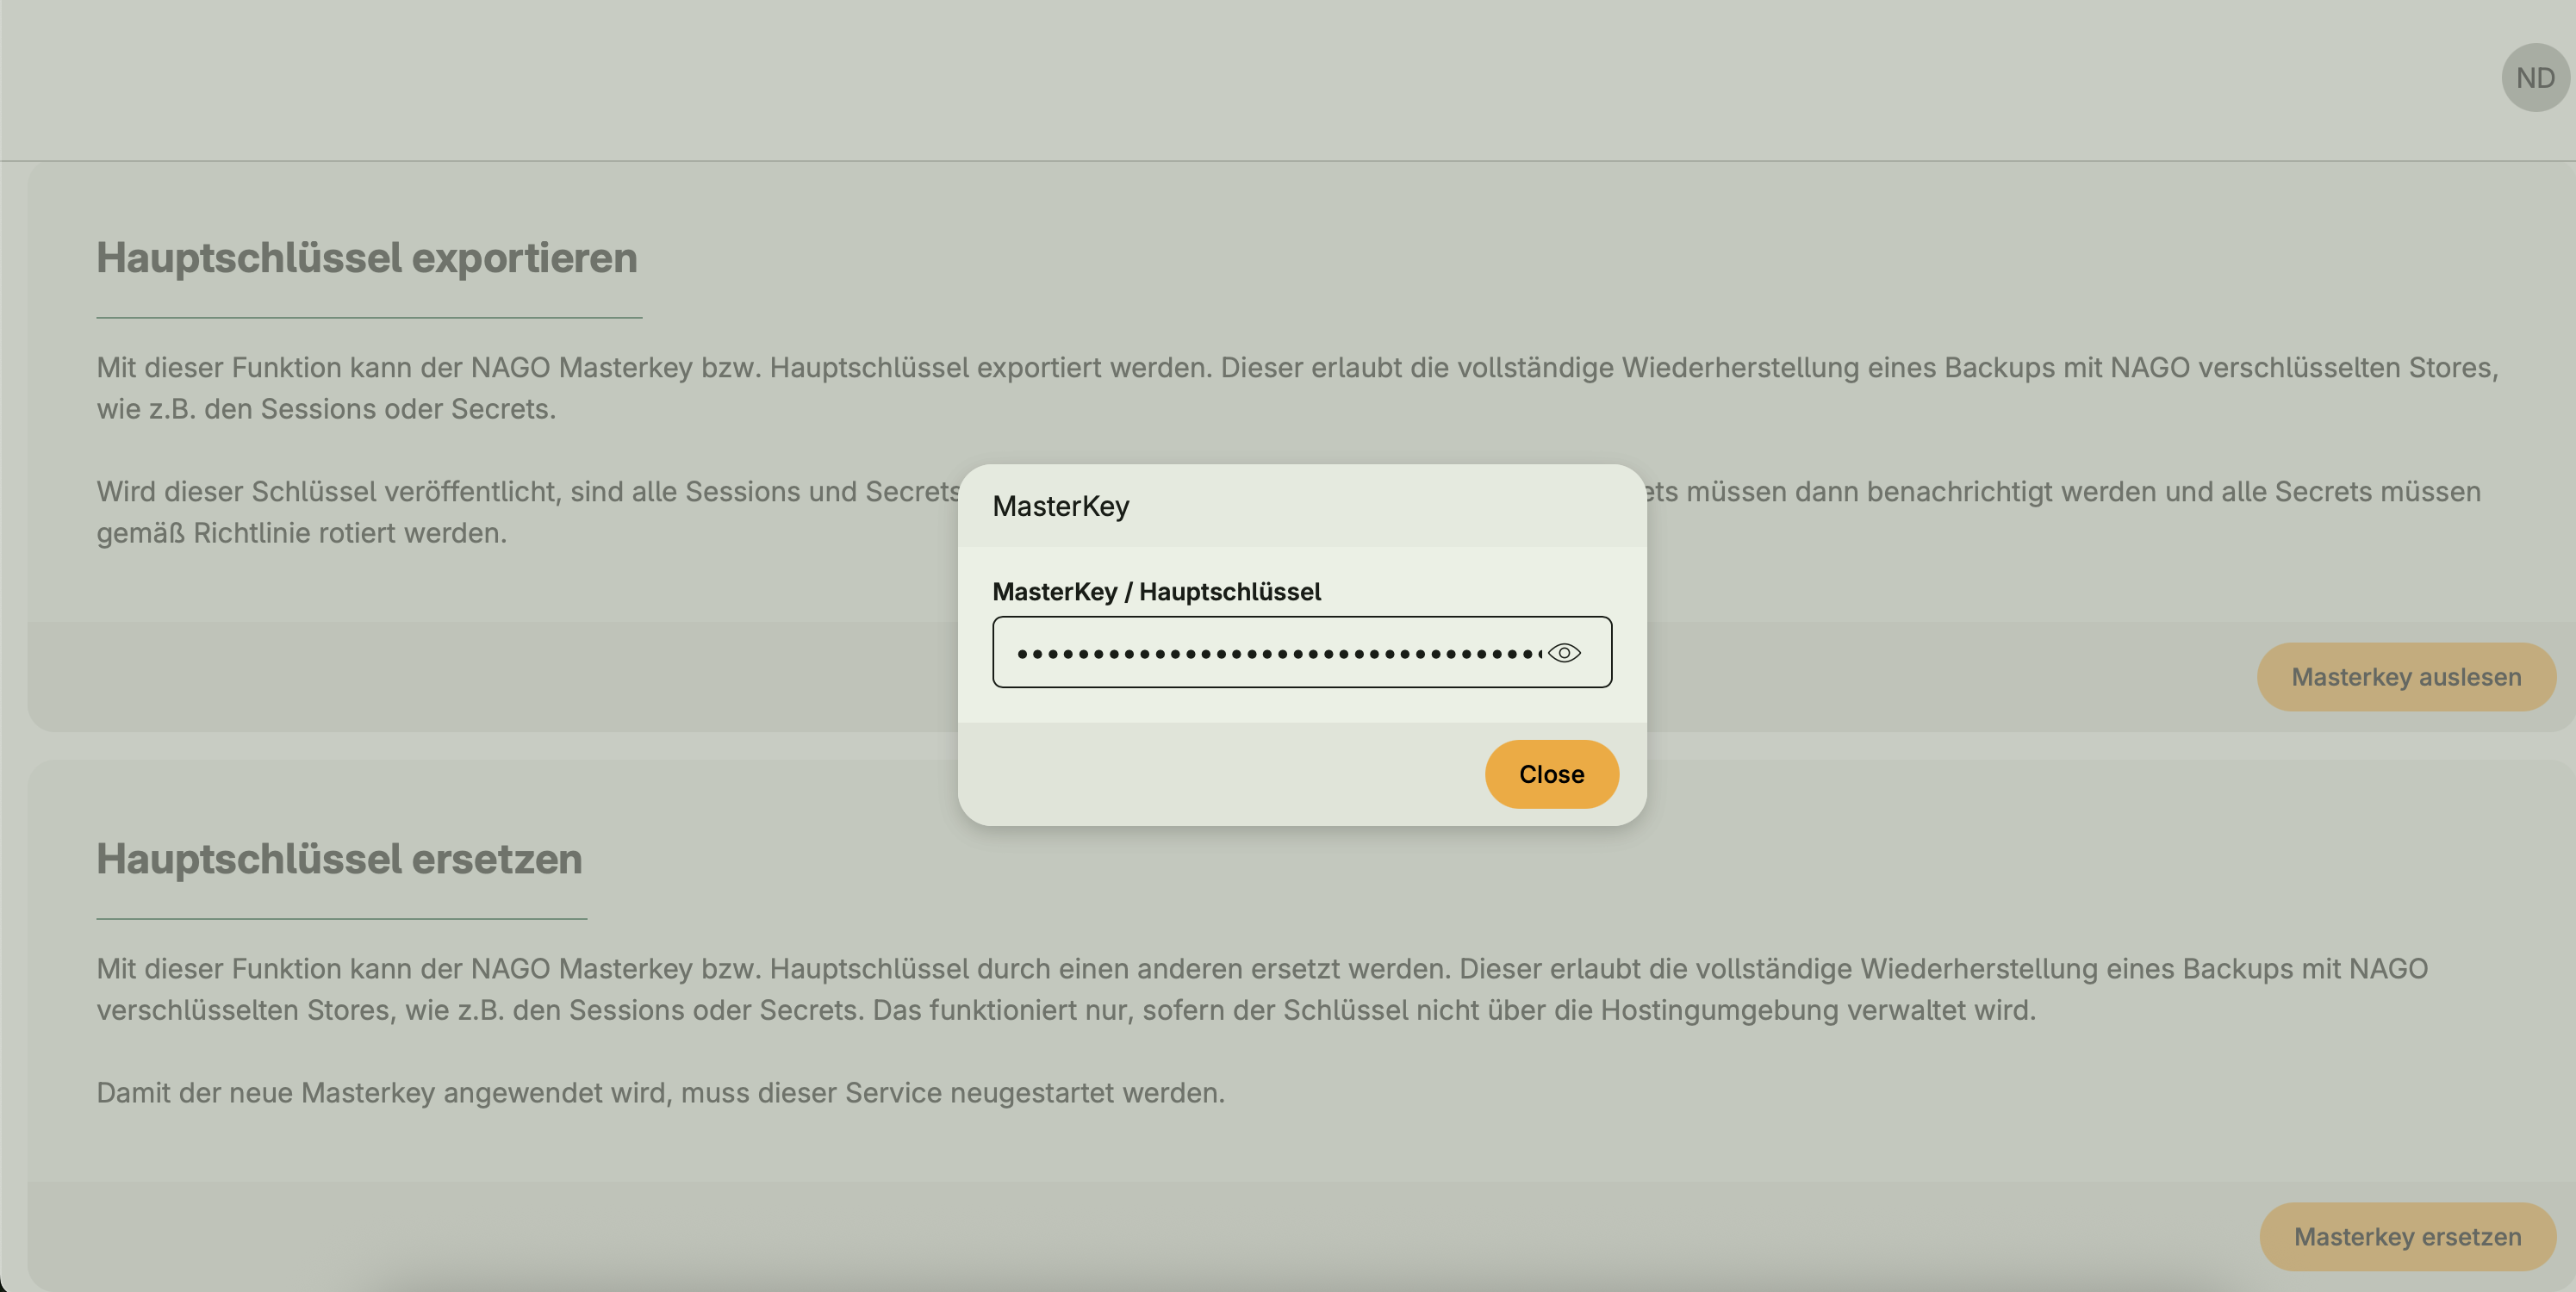 ND
Hauptschlüssel exportieren
Mit dieser Funktion kann der NAGO Masterkey bzw. Hauptschlüssel exportiert werden. Dieser erlaubt die vollständige Wiederherstellung eines Backups mit NAGO verschlüsselten Stores,
wie z.B. den Sessions oder Secrets.
Wird dieser Schlüssel veröffentlicht, sind alle Sessions und Secrets müssen dann benachrichtigt werden und alle Secrets müssen
gemäß Richtlinie rotiert werden.
MasterKey
MasterKey / Hauptschlüssel
Close
Masterkey auslesen
Hauptschlüssel ersetzen
Mit dieser Funktion kann der NAGO Masterkey bzw. Hauptschlüssel durch einen anderen ersetzt werden. Dieser erlaubt die vollständige Wiederherstellung eines Backups mit NAGO
verschlüsselten Stores, wie z.B. den Sessions oder Secrets. Das funktioniert nur, sofern der Schlüssel nicht über die Hostingumgebung verwaltet wird.
Damit der neue Masterkey angewendet wird, muss dieser Service neugestartet werden.
Masterkey ersetzen